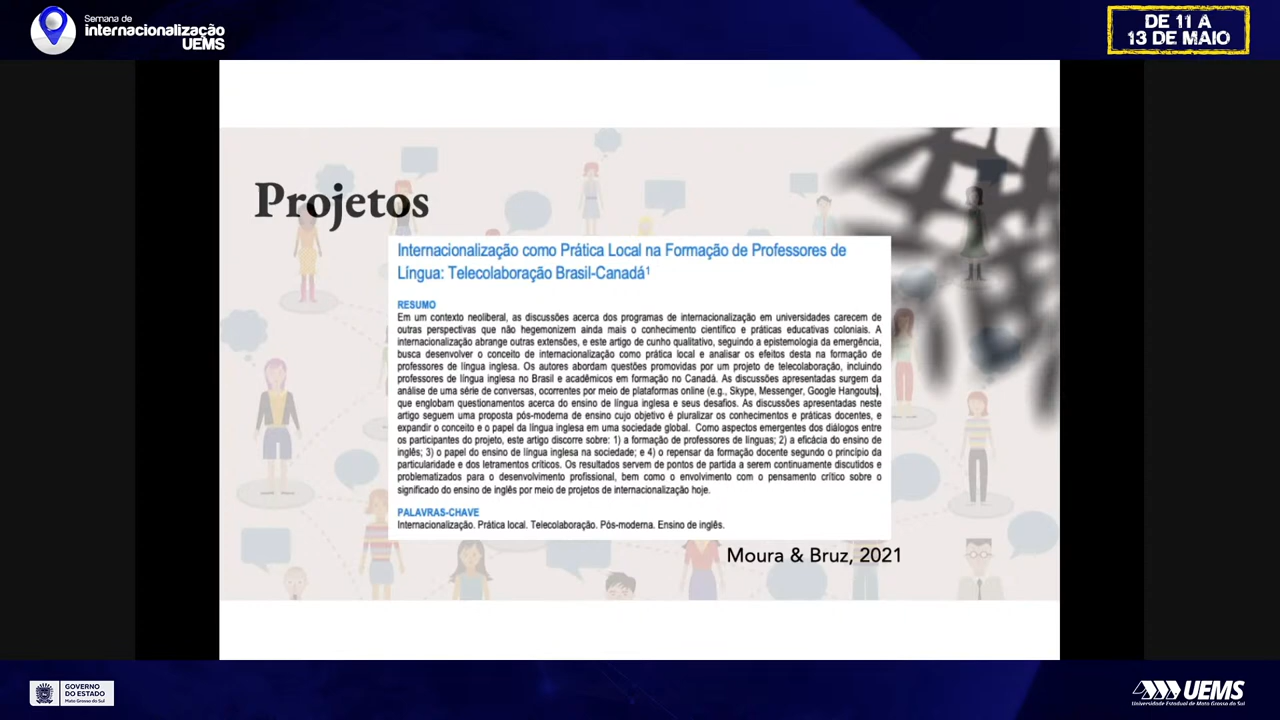 Semana de
internacionalização
UEMS
DE 11 A
13 DE MAIO
Projetos
Internacionalização como Prática Local na Formação de Professores de
Língua: Telecolaboração Brasil-Canadá¹
RESUMO
Em um contexto neoliberal, as discussões acerca dos programas de internacionalização em universidades carecem de
outras perspectivas que não hegemonizem ainda mais o conhecimento científico e práticas educativas coloniais. A
internacionalização abrange outras extensões, e este artigo de cunho qualitativo, seguindo a epistemologia da emergência,
busca desenvolver o conceito de internacionalização como prática local e analisar os efeitos desta na formação de
professores de língua inglesa. Os autores abordam questões promovidas por um projeto de telecolaboração, incluindo
professores de língua inglesa no Brasil e acadêmicos em formação no Canadá. As discussões apresentadas surgem da
análise de uma série de conversas, ocorrentes por meio de plataformas online (e.g., Skype, Messenger, Google Hangouts),
que englobam questionamentos acerca do ensino de língua inglesa e seus desafios. As discussões apresentadas neste
artigo seguem uma proposta pós-moderna de ensino cujo objetivo é pluralizar os conhecimentos e práticas docentes, e
expandir o conceito e o papel da língua inglesa em uma sociedade global. Como aspectos emergentes dos diálogos entre
os participantes do projeto, este artigo discorre sobre: 1) a formação de professores de línguas; 2) a eficácia do ensino de
inglês; 3) o papel do ensino de língua inglesa na sociedade; e 4) o repensar da formação docente segundo o princípio da
particularidade e dos letramentos críticos. Os resultados servem de pontos de partida a serem continuamente discutidos e
problematizados para o desenvolvimento profissional, bem como o envolvimento com o pensamento crítico sobre o
significado do ensino de inglês por meio de projetos de internacionalização hoje.
PALAVRAS-CHAVE
Internacionalização. Prática local. Telecolaboração. Pós-moderna. Ensino de inglês.
Moura & Bruz, 2021
GOVERNO
DO ESTADO
Mato Grosso do Sul
UEMS
Universidade Estadual de Mato Grosso do Sul